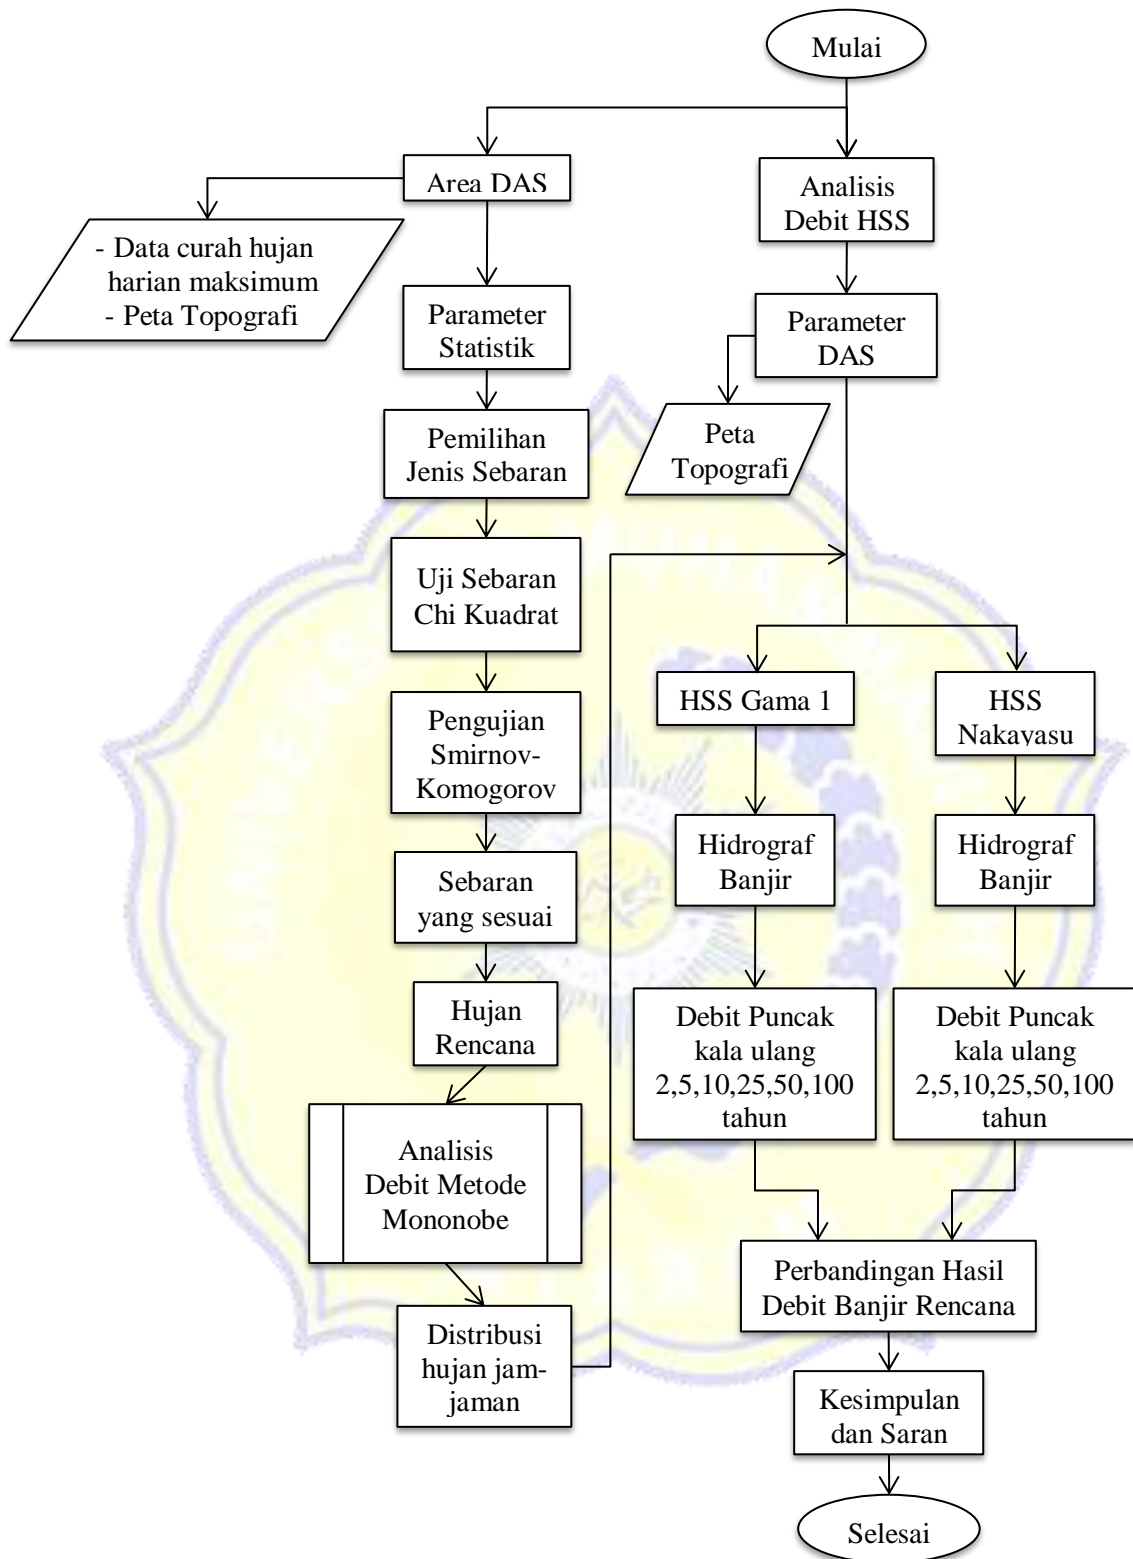 Mulai
Area DAS
Analisis
Debit HSS
- Data curah hujan
harian maksimum
- Peta Topografi
Parameter
Statistik
Parameter
DAS
Pemilihan
Jenis Sebaran
Peta
Topografi
Uji Sebaran
Chi Kuadrat
Pengujian
Smirnov-
Komogorov
HSS Gama 1
HSS
Nakayasu
Sebaran
yang sesuai
Hidrograf
Banjir
Hidrograf
Banjir
Hujan
Rencana
Debit Puncak
kala ulang
2,5,10,25,50,100
tahun
Debit Puncak
kala ulang
2,5,10,25,50,100
tahun
Analisis
Debit Metode
Mononobe
Distribusi
hujan jam-
jaman
Perbandingan Hasil
Debit Banjir Rencana
Kesimpulan
dan Saran
Selesai